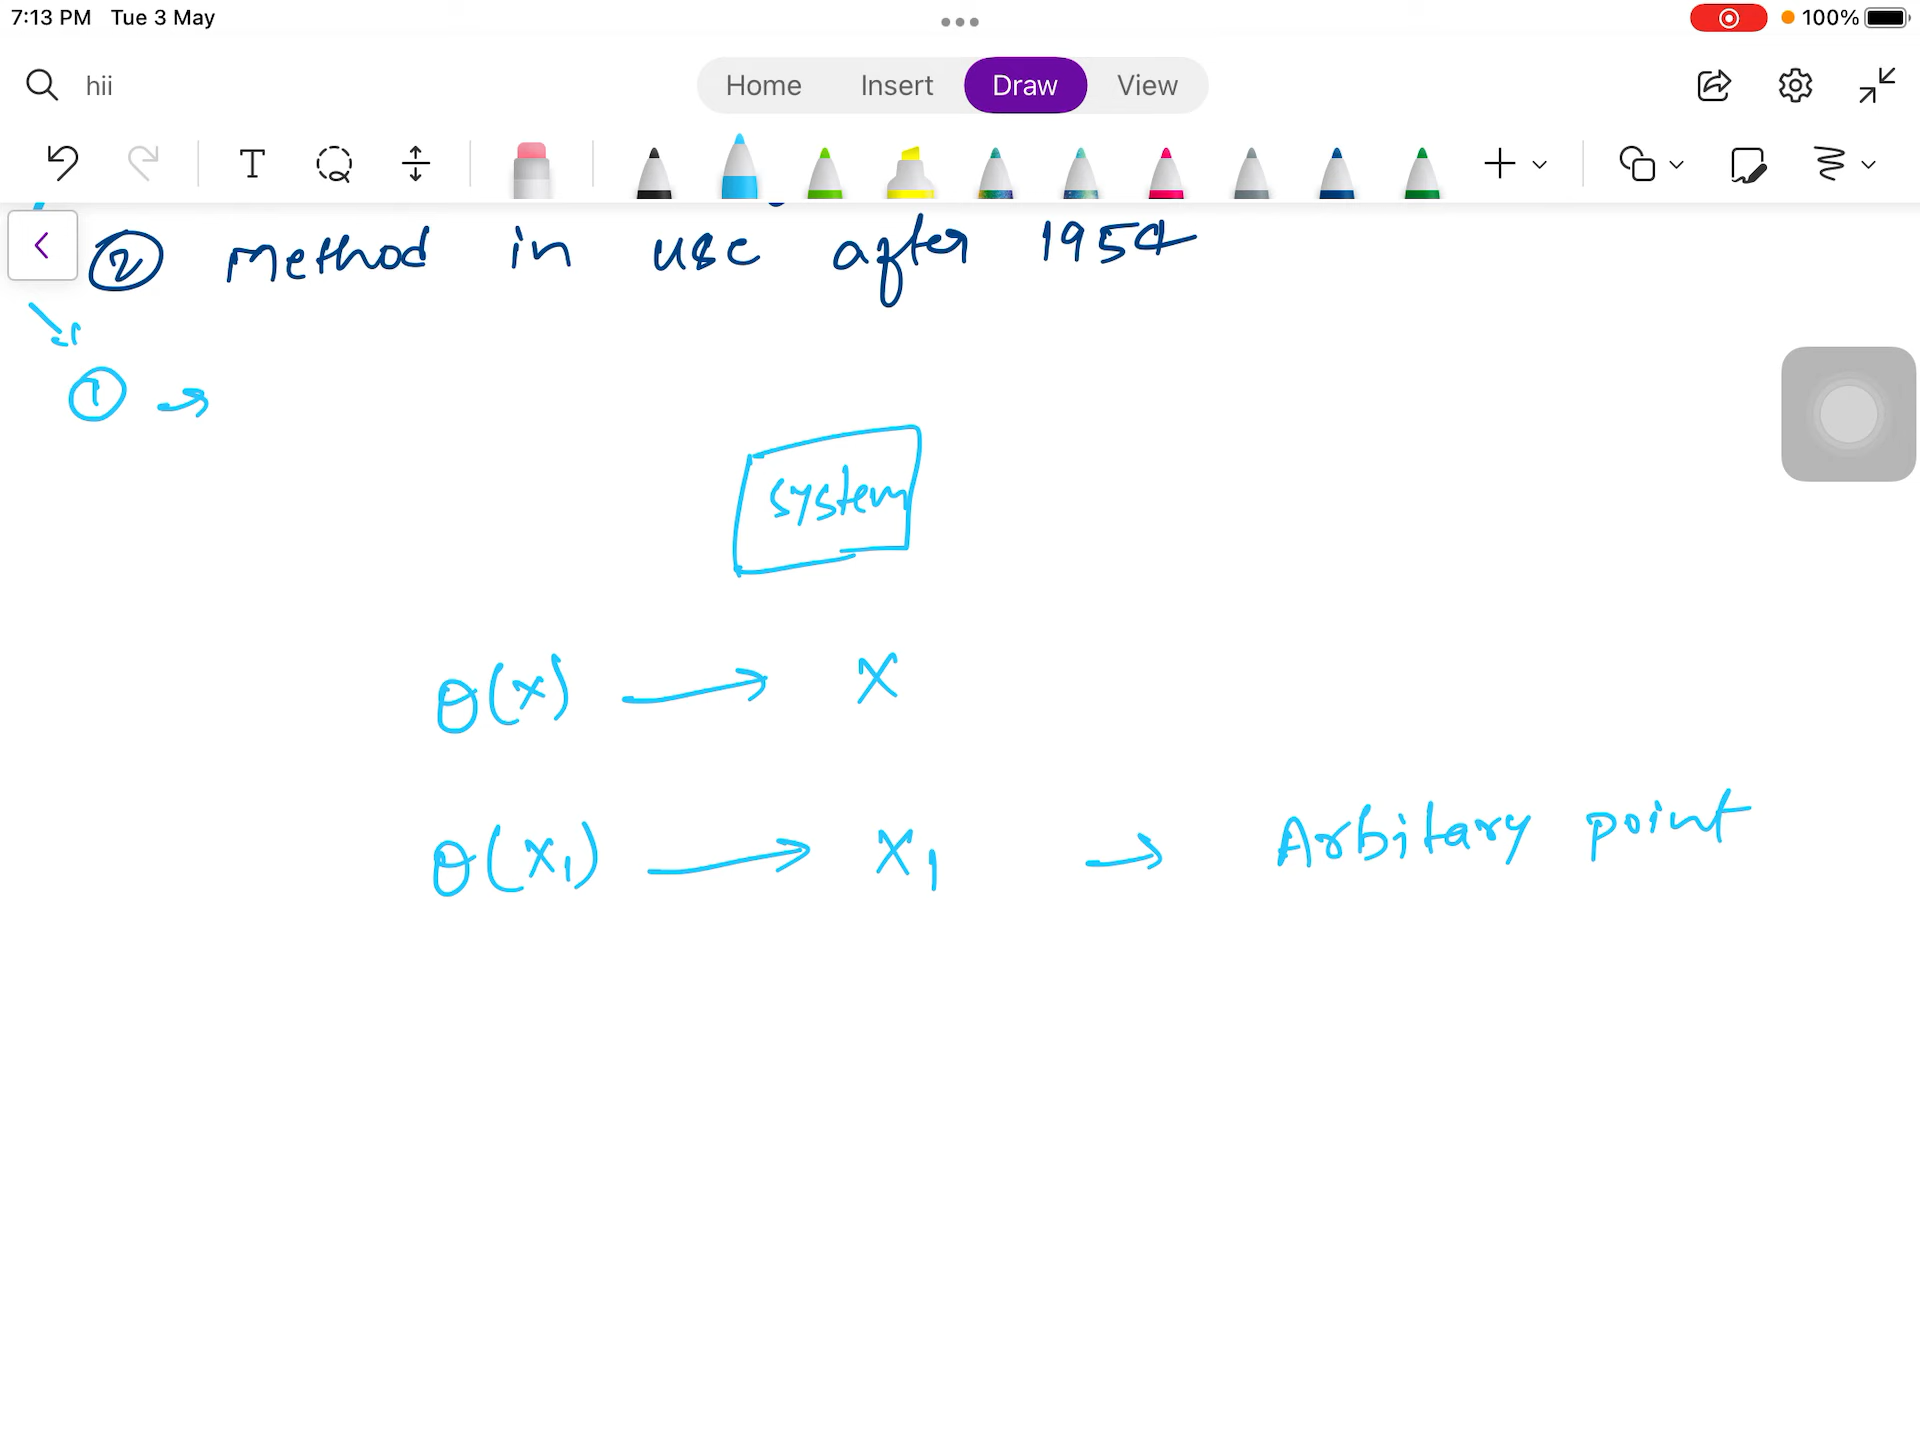 7:13 PM Tue 3 May
100%
hii
Home Insert Draw View
T
② Method in use after 1954
① →
system
θ(x) → X
θ(x₁) → X₁ → Arbitary point